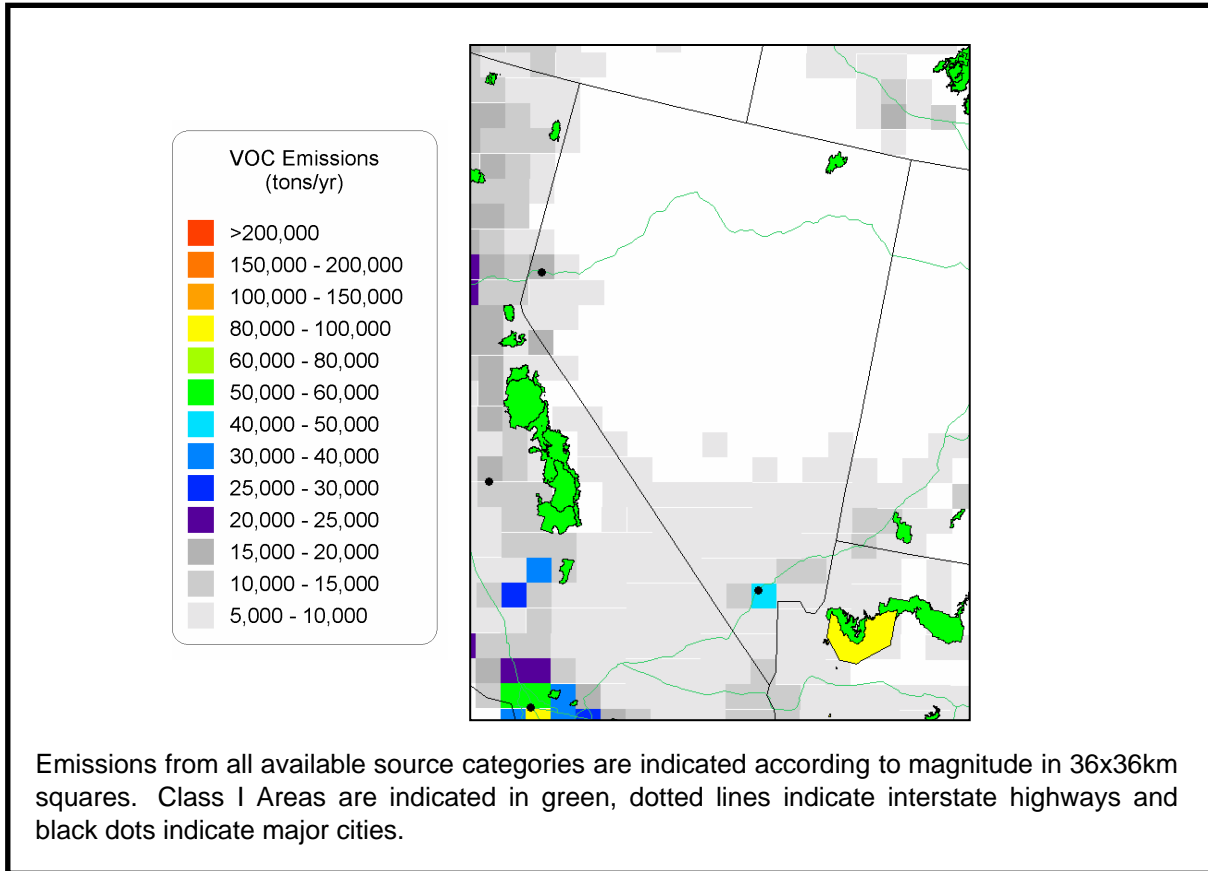 VOC Emissions
(tons/yr)
>200,000
150,000 - 200,000
100,000 - 150,000
80,000 - 100,000
60,000 - 80,000
50,000 - 60,000
40,000 - 50,000
30,000 - 40,000
25,000 - 30,000
20,000 - 25,000
15,000 - 20,000
10,000 - 15,000
5,000 - 10,000
Emissions from all available source categories are indicated according to magnitude in 36x36km
squares. Class I Areas are indicated in green, dotted lines indicate interstate highways and
black dots indicate major cities.